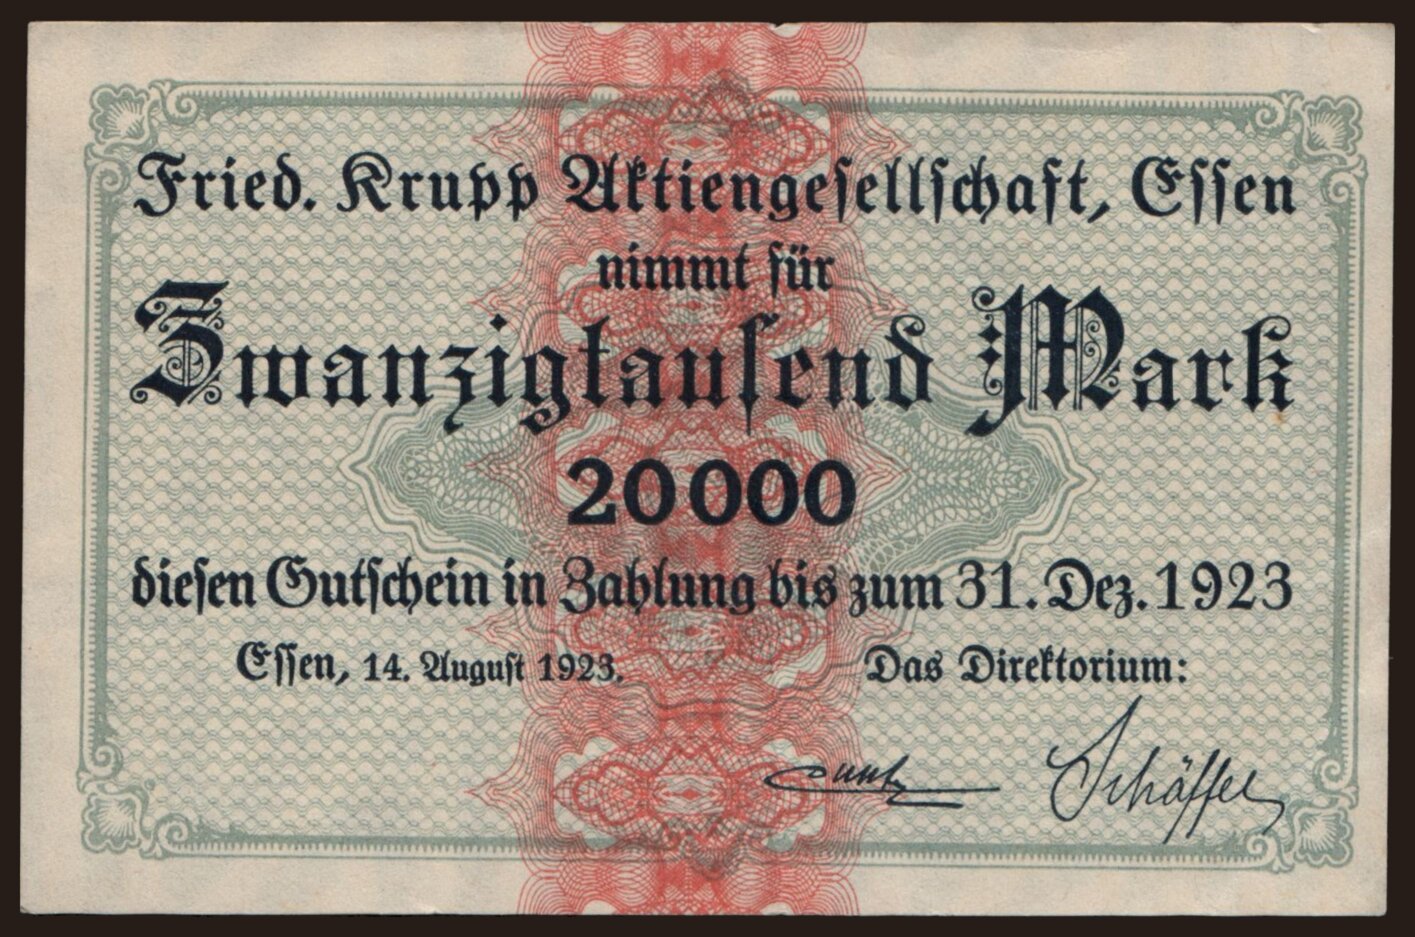 Fried. Krupp Aktiengesellschaft, Essen
nimmt für
Zwanzigtausend Mark
20000
diesen Gutschein in Zahlung bis zum 31. Dez. 1923
Essen, 14. August 1923. Das Direktorium:
Schäffer